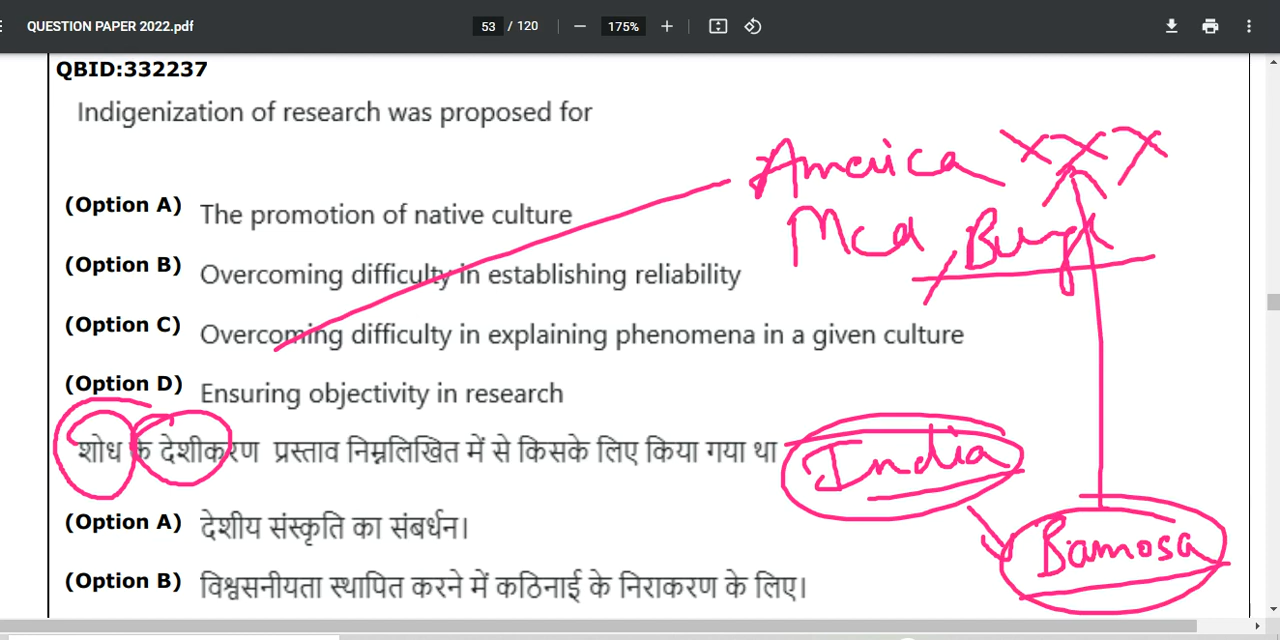 QUESTION PAPER 2022.pdf
53 / 120
175%
QBID:332237
Indigenization of research was proposed for
(Option A) The promotion of native culture
(Option B) Overcoming difficulty in establishing reliability
(Option C) Overcoming difficulty in explaining phenomena in a given culture
(Option D) Ensuring objectivity in research
शोध के देशीकरण प्रस्ताव निम्नलिखित में से किसके लिए किया गया था
(Option A) देशीय संस्कृति का संबर्धन।
(Option B) विश्वसनीयता स्थापित करने में कठिनाई के निराकरण के लिए।
America
McD
India
Bamosa